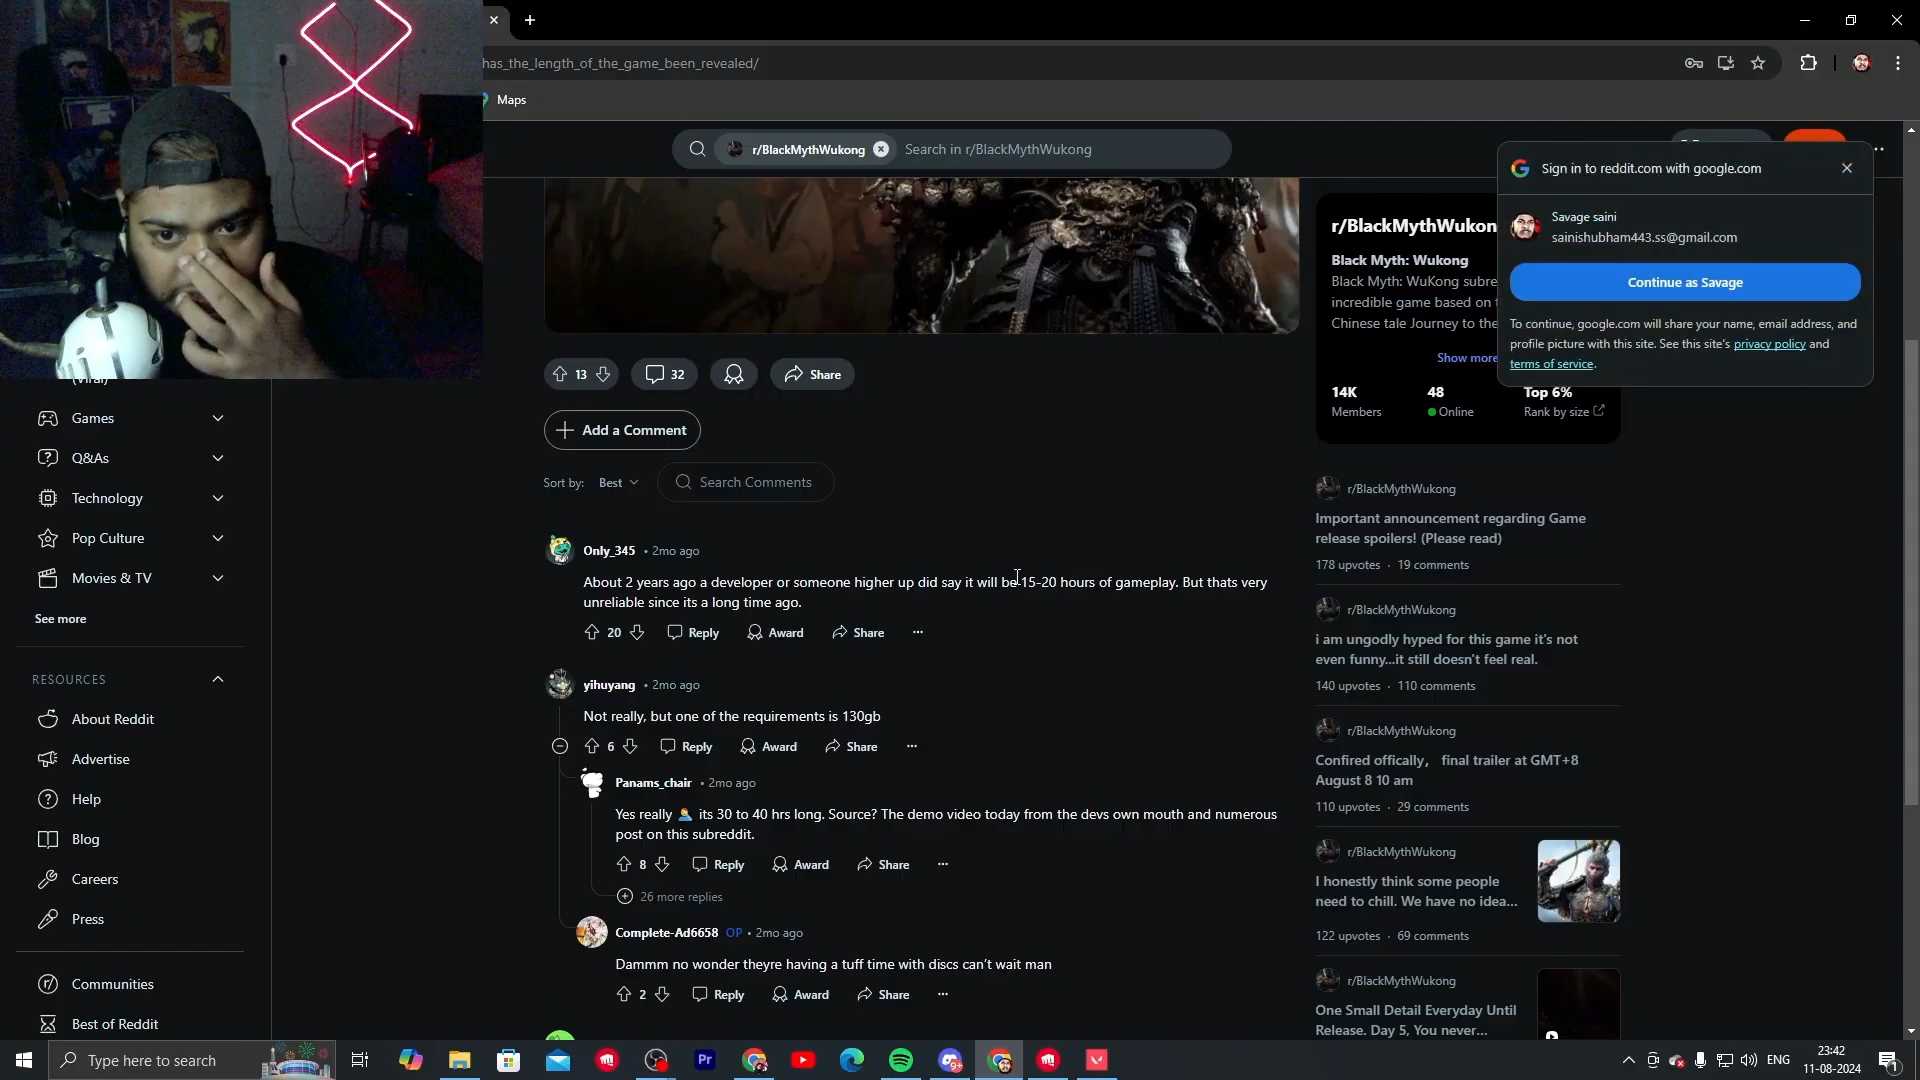 has_the_length_of_the_game_been_revealed/
Maps
r/BlackMythWukong
Search in r/BlackMythWukong
Sign in to reddit.com with google.com
Savage saini
sainishubham443.ss@gmail.com
Continue as Savage
To continue, google.com will share your name, email address, and
profile picture with this site. See this site's privacy policy and
terms of service.
r/BlackMythWukon
Black Myth: Wukong
Black Myth: WuKong subre
incredible game based on t
Chinese tale Journey to the
Show more
14K
48
Top 6%
Members
Online
Rank by size
(Viral)
Games
Q&As
Technology
Pop Culture
Movies & TV
See more
RESOURCES
About Reddit
Advertise
Help
Blog
Careers
Press
Communities
Best of Reddit
13
32
Share
Add a Comment
Sort by:
Best
Search Comments
Only_345 • 2mo ago
About 2 years ago a developer or someone higher up did say it will be 15-20 hours of gameplay. But thats very
unreliable since its a long time ago.
20
Reply
Award
Share
yihuyang • 2mo ago
Not really, but one of the requirements is 130gb
6
Reply
Award
Share
Panams_chair • 2mo ago
Yes really 🤦‍♂️ its 30 to 40 hrs long. Source? The demo video today from the devs own mouth and numerous
post on this subreddit.
8
Reply
Award
Share
26 more replies
Complete-Ad6658 OP • 2mo ago
Dammm no wonder theyre having a tuff time with discs can’t wait man
2
Reply
Award
Share
r/BlackMythWukong
Important announcement regarding Game
release spoilers! (Please read)
178 upvotes · 19 comments
r/BlackMythWukong
i am ungodly hyped for this game it's not
even funny...it still doesn't feel real.
140 upvotes · 110 comments
r/BlackMythWukong
Confired offically， final trailer at GMT+8
August 8 10 am
110 upvotes · 29 comments
r/BlackMythWukong
I honestly think some people
need to chill. We have no idea...
122 upvotes · 69 comments
r/BlackMythWukong
One Small Detail Everyday Until
Release. Day 5, You never...
Type here to search
Pr
9+
ENG
23:42
11-08-2024
1